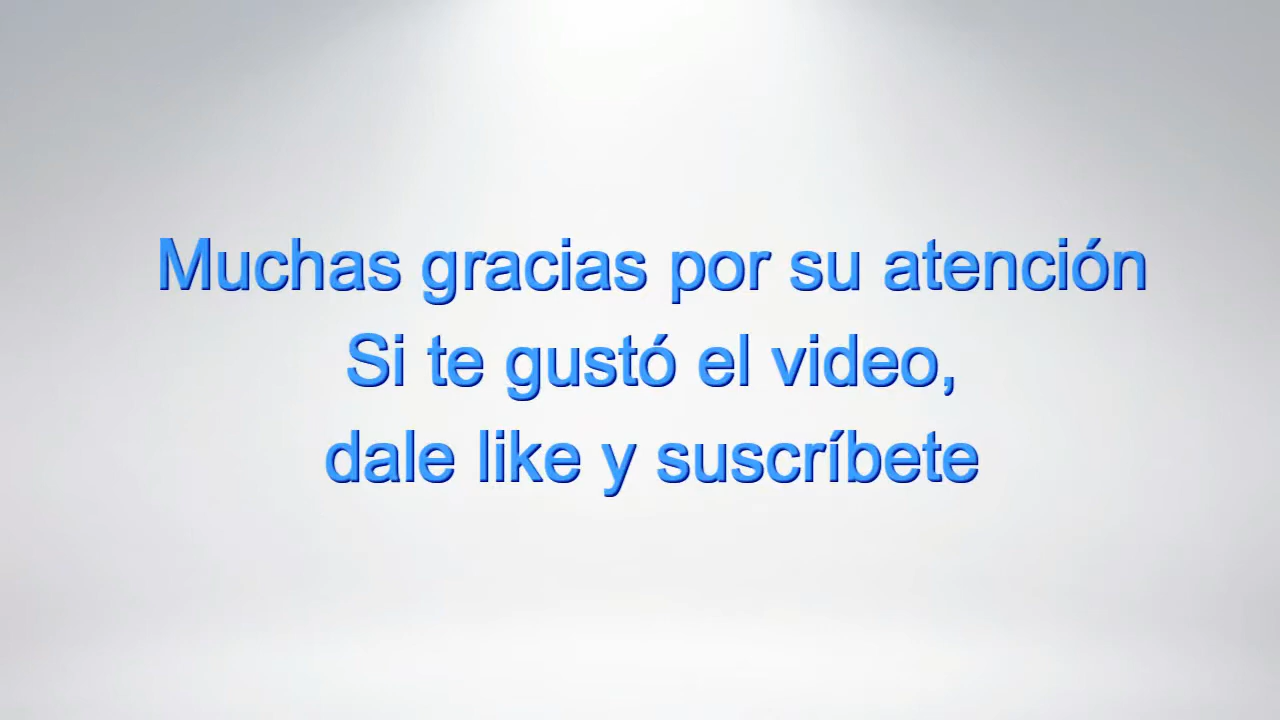 Muchas gracias por su atención
Si te gustó el video,
dale like y suscríbete